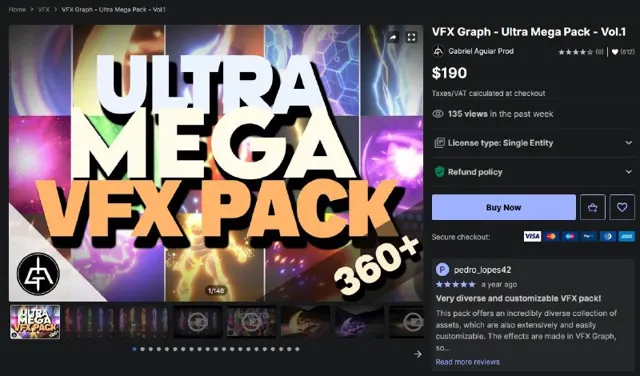 Home > VFX > VFX Graph - Ultra Mega Pack - Vol.1
ULTRA
MEGA
VFX PACK
360+
1/148
VFX Graph - Ultra Mega Pack - Vol.1
Gabriel Aguiar Prod
(9) | (612)
$190
Taxes/VAT calculated at checkout
135 views in the past week
License type: Single Entity
Refund policy
Buy Now
Secure checkout:
VISA
P pedro_lopes42
a year ago
Very diverse and customizable VFX pack!
This pack offers an incredibly diverse collection of
assets, which are also extensively and easily
customizable. The effects are made in VFX Graph,
so...
Read more reviews